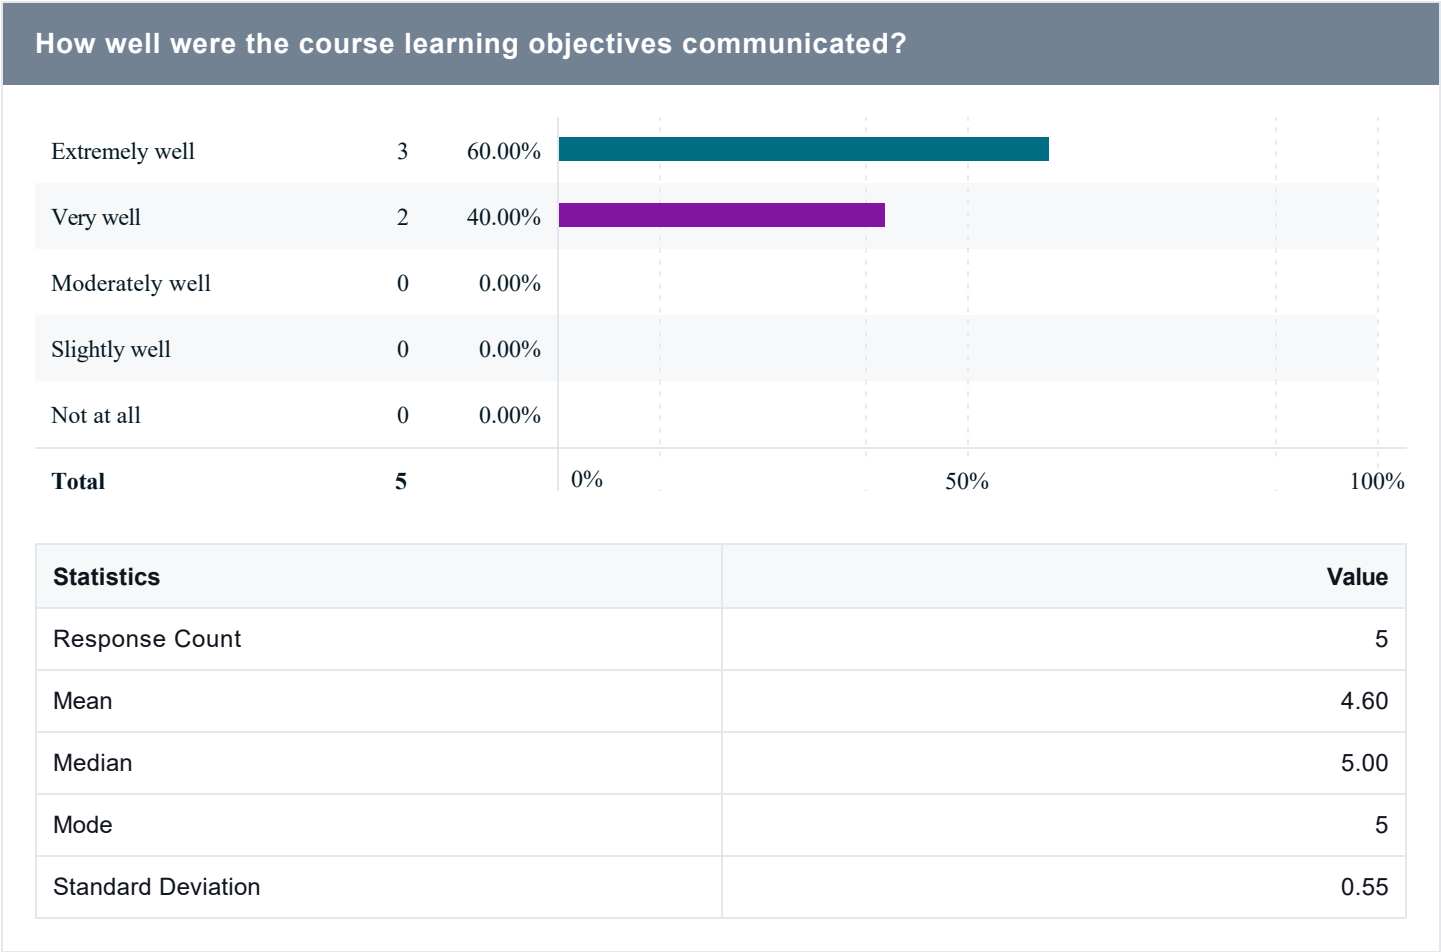 How well were the course learning objectives communicated?
Extremely well 3 60.00%
Very well 2 40.00%
Moderately well 0 0.00%
Slightly well 0 0.00%
Not at all 0 0.00%
Total 5 0% 50% 100%
Statistics Value
Response Count 5
Mean 4.60
Median 5.00
Mode 5
Standard Deviation 0.55